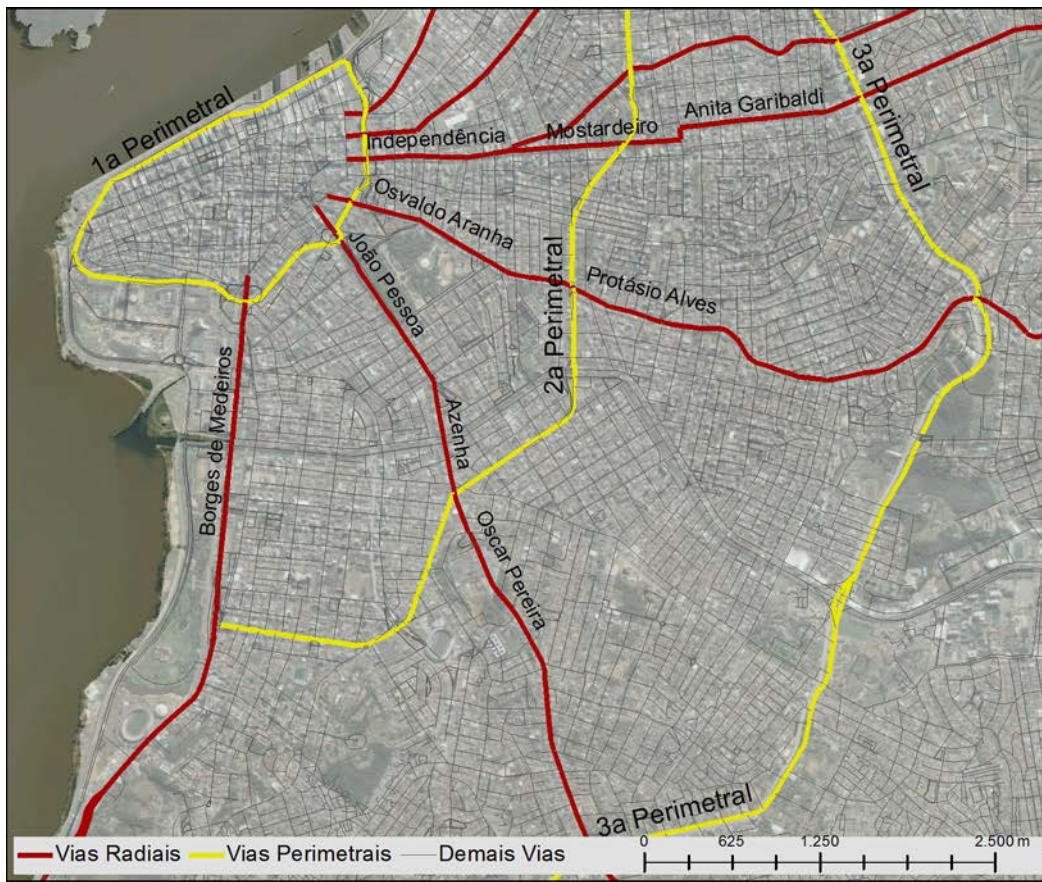 1a Perimetral
3a Perimetral
Anita Garibaldi
Independência
Mostardeiro
Osvaldo Aranha
João Pessoa
2a Perimetral
Protásio Alves
Borges de Medeiros
Azenha
Oscar Pereira
3a Perimetral
Vias Radiais
Vias Perimetrais
Demais Vias
0 625 1.250 2.500 m